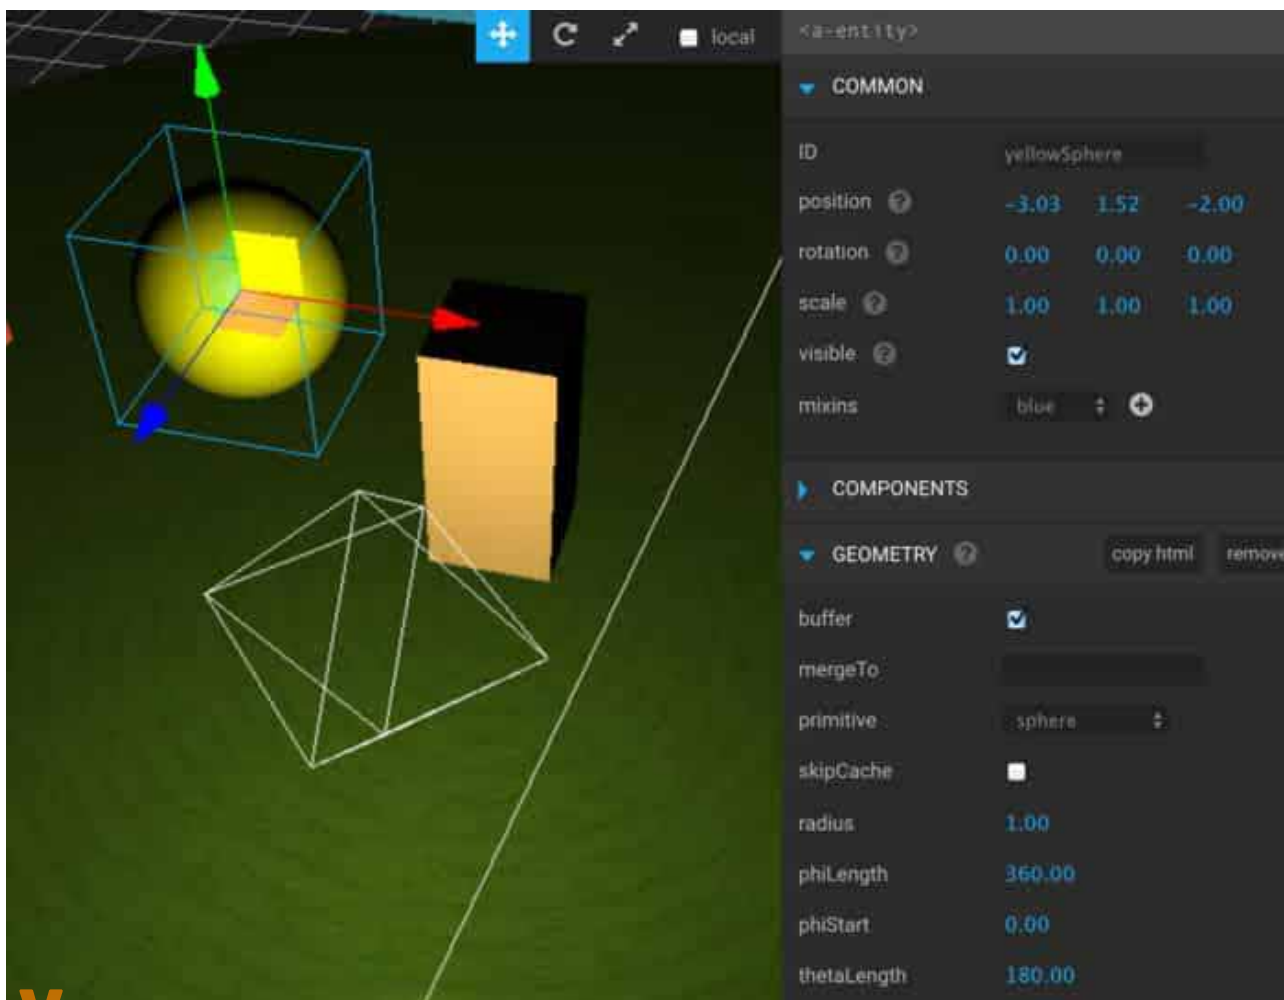 local
<a-entity>
COMMON
ID yellowSphere
position -3.03 1.52 -2.00
rotation 0.00 0.00 0.00
scale 1.00 1.00 1.00
visible
mixins blue
COMPONENTS
GEOMETRY copy html remove
buffer
mergeTo
primitive sphere
skipCache
radius 1.00
phiLength 360.00
phiStart 0.00
thetaLength 180.00